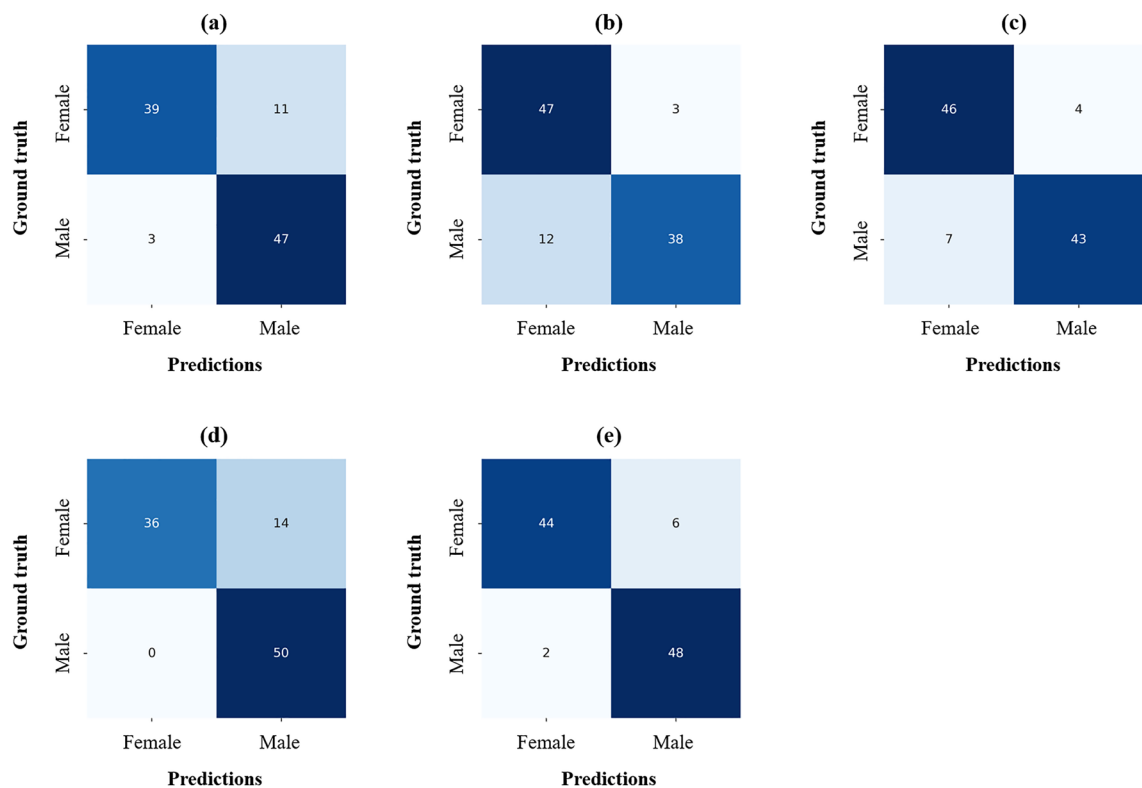 (a)
(b)
(c)
Ground truth
Female
Male
39
11
3
47
Female
Male
Predictions
Ground truth
Female
Male
47
3
12
38
Female
Male
Predictions
Ground truth
Female
Male
46
4
7
43
Female
Male
Predictions
(d)
(e)
Ground truth
Female
Male
36
14
0
50
Female
Male
Predictions
Ground truth
Female
Male
44
6
2
48
Female
Male
Predictions